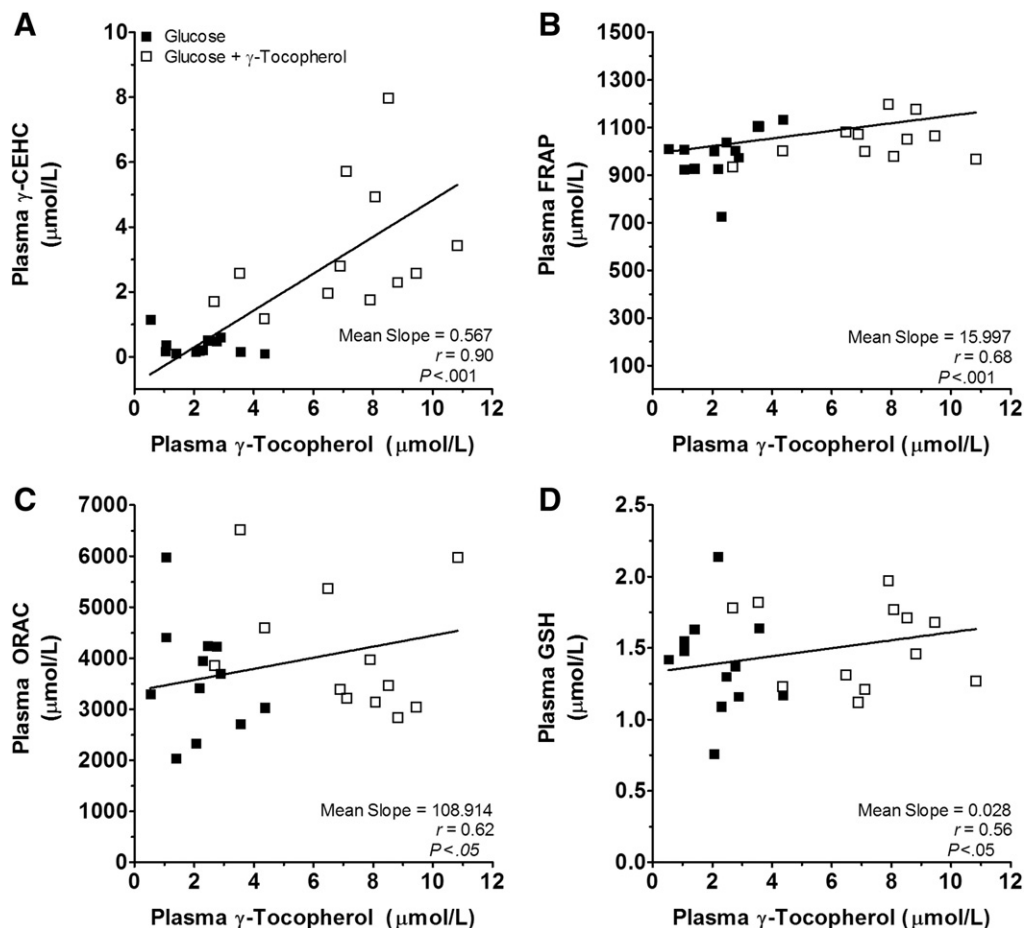 A
Plasma γ-CEHC
(μmol/L)
10
8
6
4
2
0
Glucose
Glucose + γ-Tocopherol
Mean Slope = 0.567
r = 0.90
P<.001
0 2 4 6 8 10 12
Plasma γ-Tocopherol (μmol/L)
B
Plasma FRAP
(μmol/L)
1500
1300
1100
900
700
500
300
100
Mean Slope = 15.997
r = 0.68
P<.001
0 2 4 6 8 10 12
Plasma γ-Tocopherol (μmol/L)
C
Plasma ORAC
(μmol/L)
7000
6000
5000
4000
3000
2000
1000
0
Mean Slope = 108.914
r = 0.62
P<.05
0 2 4 6 8 10 12
Plasma γ-Tocopherol (μmol/L)
D
Plasma GSH
(μmol/L)
2.5
2.0
1.5
1.0
0.5
0.0
Mean Slope = 0.028
r = 0.56
P<.05
0 2 4 6 8 10 12
Plasma γ-Tocopherol (μmol/L)